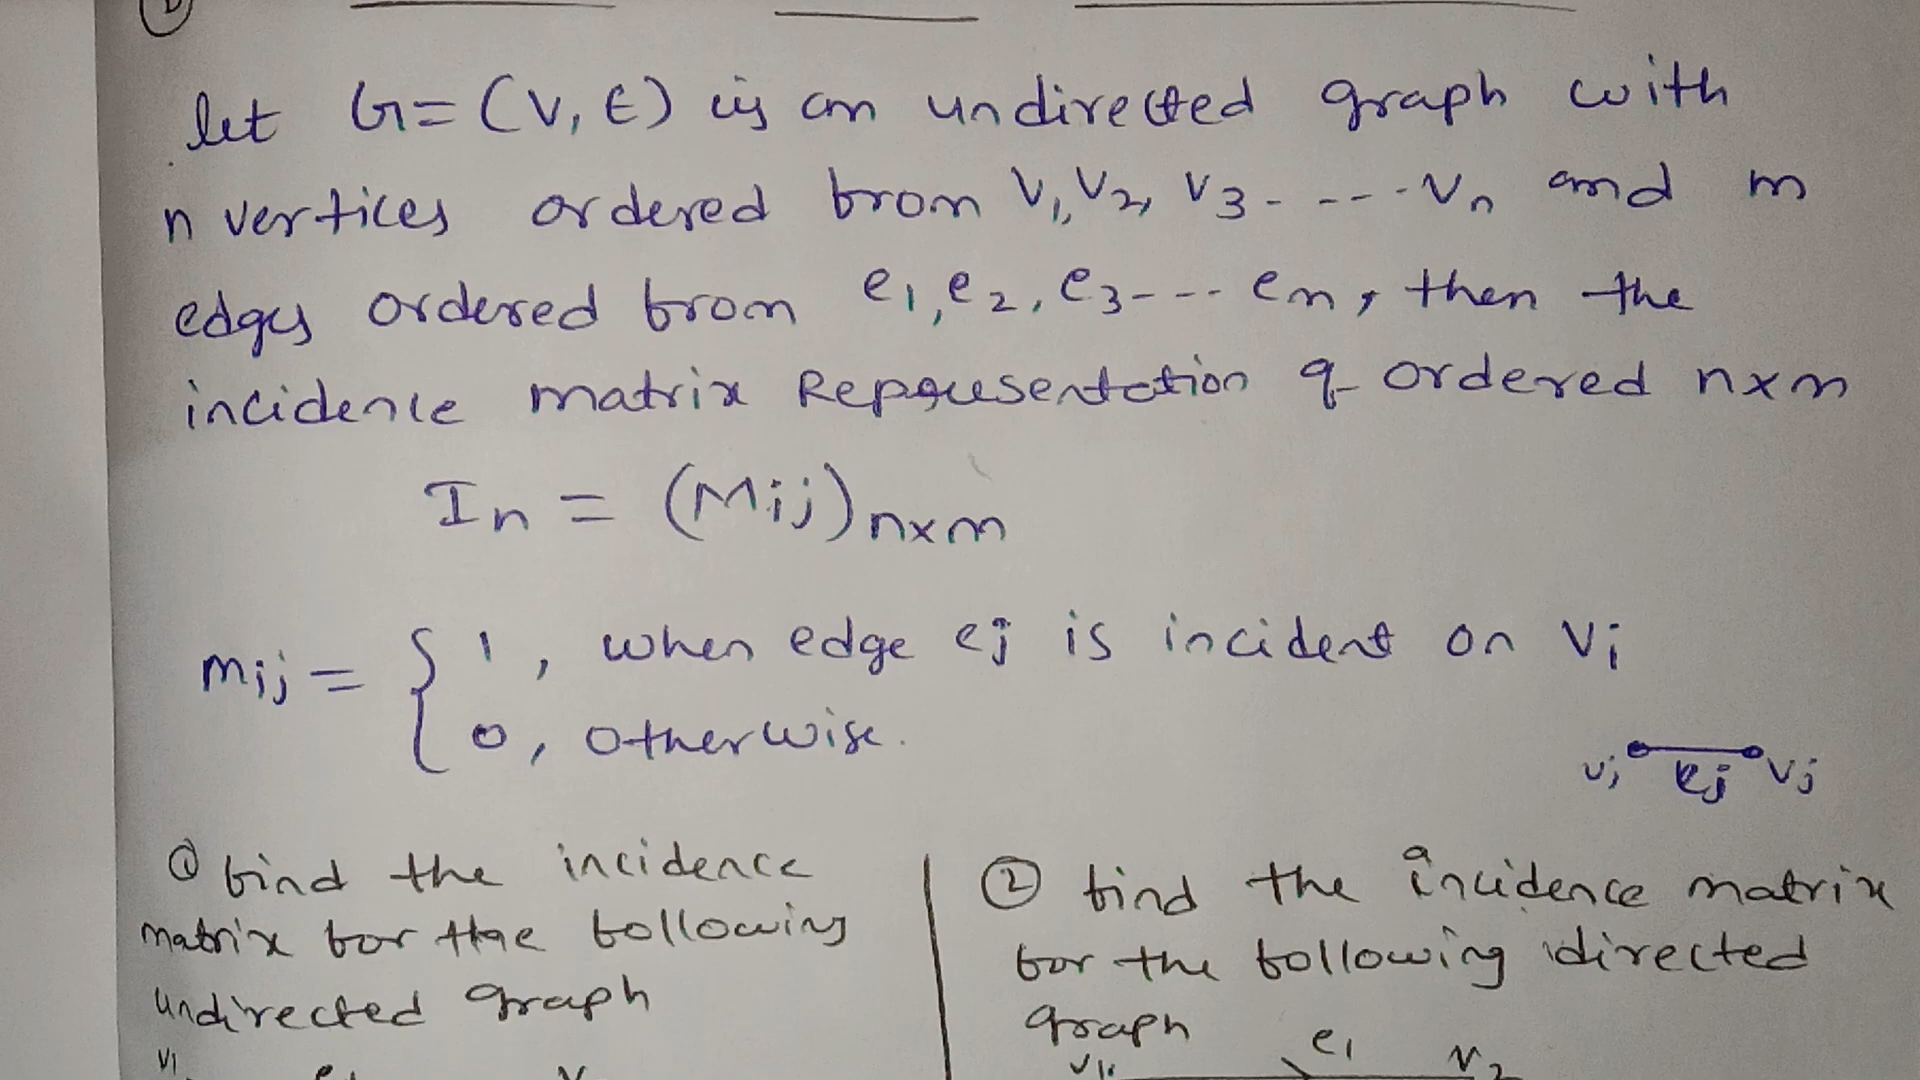 let G=(V,E) is an undirected graph with
n vertices ordered from V1,V2, V3- ---Vn and m
edges ordered from e1,e2,e3--- em, then the
incidence matrix Representation of ordered nxm
In = (Mij)nxm
mij = { 1, when edge ej is incident on Vi
0, otherwise.
vi ej vj
① find the incidence
matrix for the following
undirected graph
V1
② find the incidence matrix
for the following directed
graph
e1
V1 V2